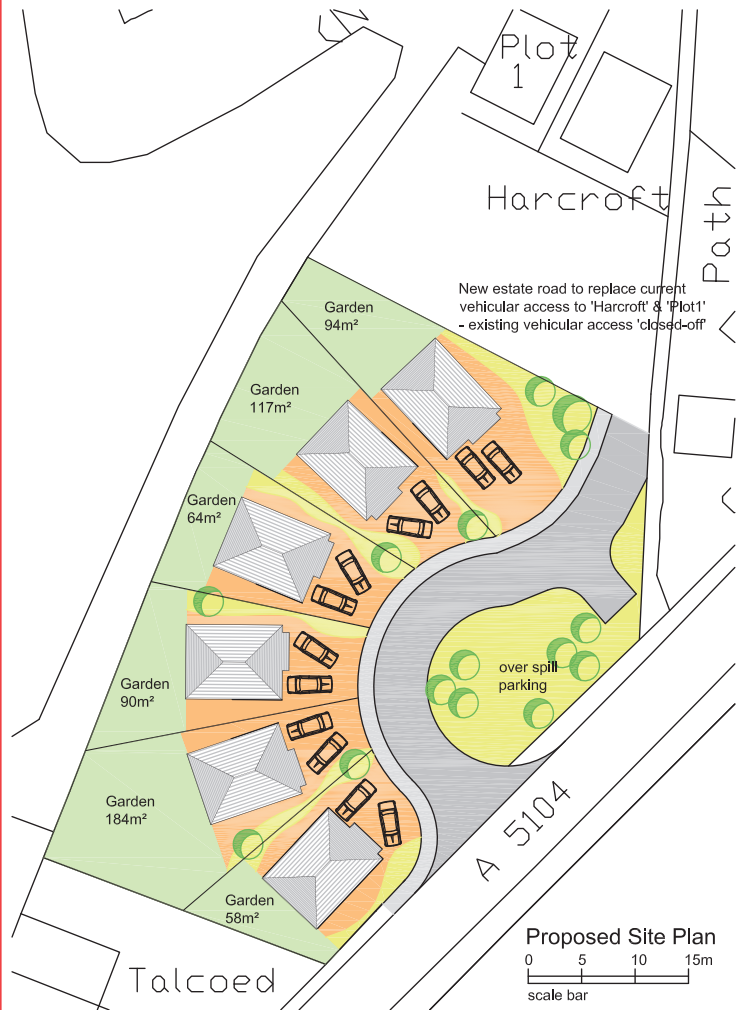 Plot
1
Harcroft
Path
New estate road to replace current
vehicular access to 'Harcroft' & 'Plot1'
- existing vehicular access 'closed-off'
Garden
94m²
Garden
117m²
Garden
64m²
Garden
90m²
over spill
parking
Garden
184m²
Garden
58m²
A 5104
Talcoed
Proposed Site Plan
0 5 10 15m
scale bar